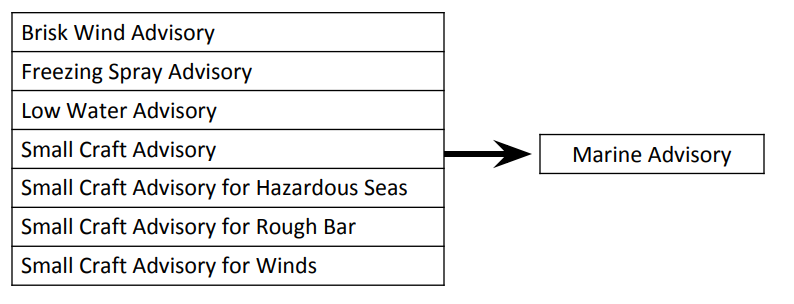 Brisk Wind Advisory
Freezing Spray Advisory
Low Water Advisory
Small Craft Advisory
Small Craft Advisory for Hazardous Seas
Small Craft Advisory for Rough Bar
Small Craft Advisory for Winds
Marine Advisory